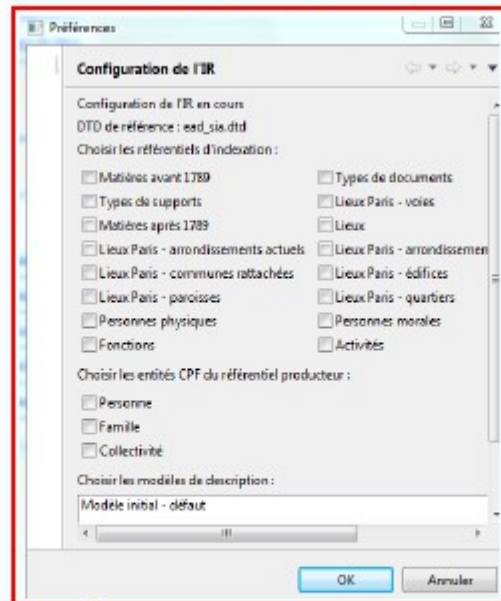 Préférences
Configuration de l'IR
Configuration de l'IR en cours
DTD de référence : ead_sia.dtd
Choisir les référentiels d'indexation :
Matières avant 1789 Types de documents
Types de supports Lieux Paris - voies
Matières après 1789 Lieux
Lieux Paris - arrondissements actuels Lieux Paris - arrondissemen
Lieux Paris - communes rattachées Lieux Paris - édifices
Lieux Paris - paroisses Lieux Paris - quartiers
Personnes physiques Personnes morales
Fonctions Activités
Choisir les entités CPF du référentiel producteur :
Personne
Famille
Collectivité
Choisir les modèles de description :
Modèle initial - défaut
OK Annuler